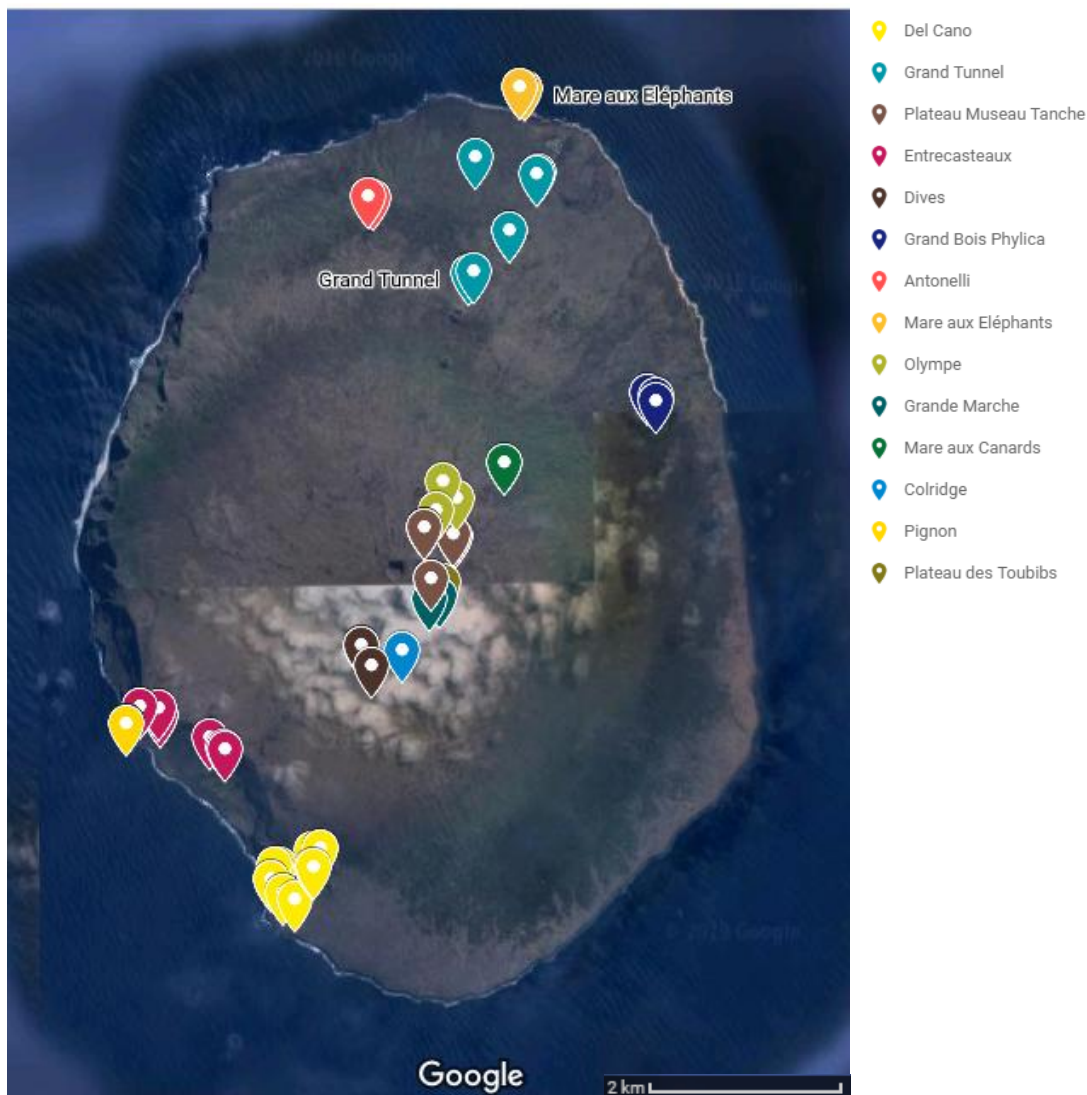 Mare aux Eléphants
Grand Tunnel
Google
2 km
Del Cano
Grand Tunnel
Plateau Museau Tanche
Entrecasteaux
Dives
Grand Bois Phylica
Antonelli
Mare aux Eléphants
Olympe
Grande Marche
Mare aux Canards
Colridge
Pignon
Plateau des Toubibs